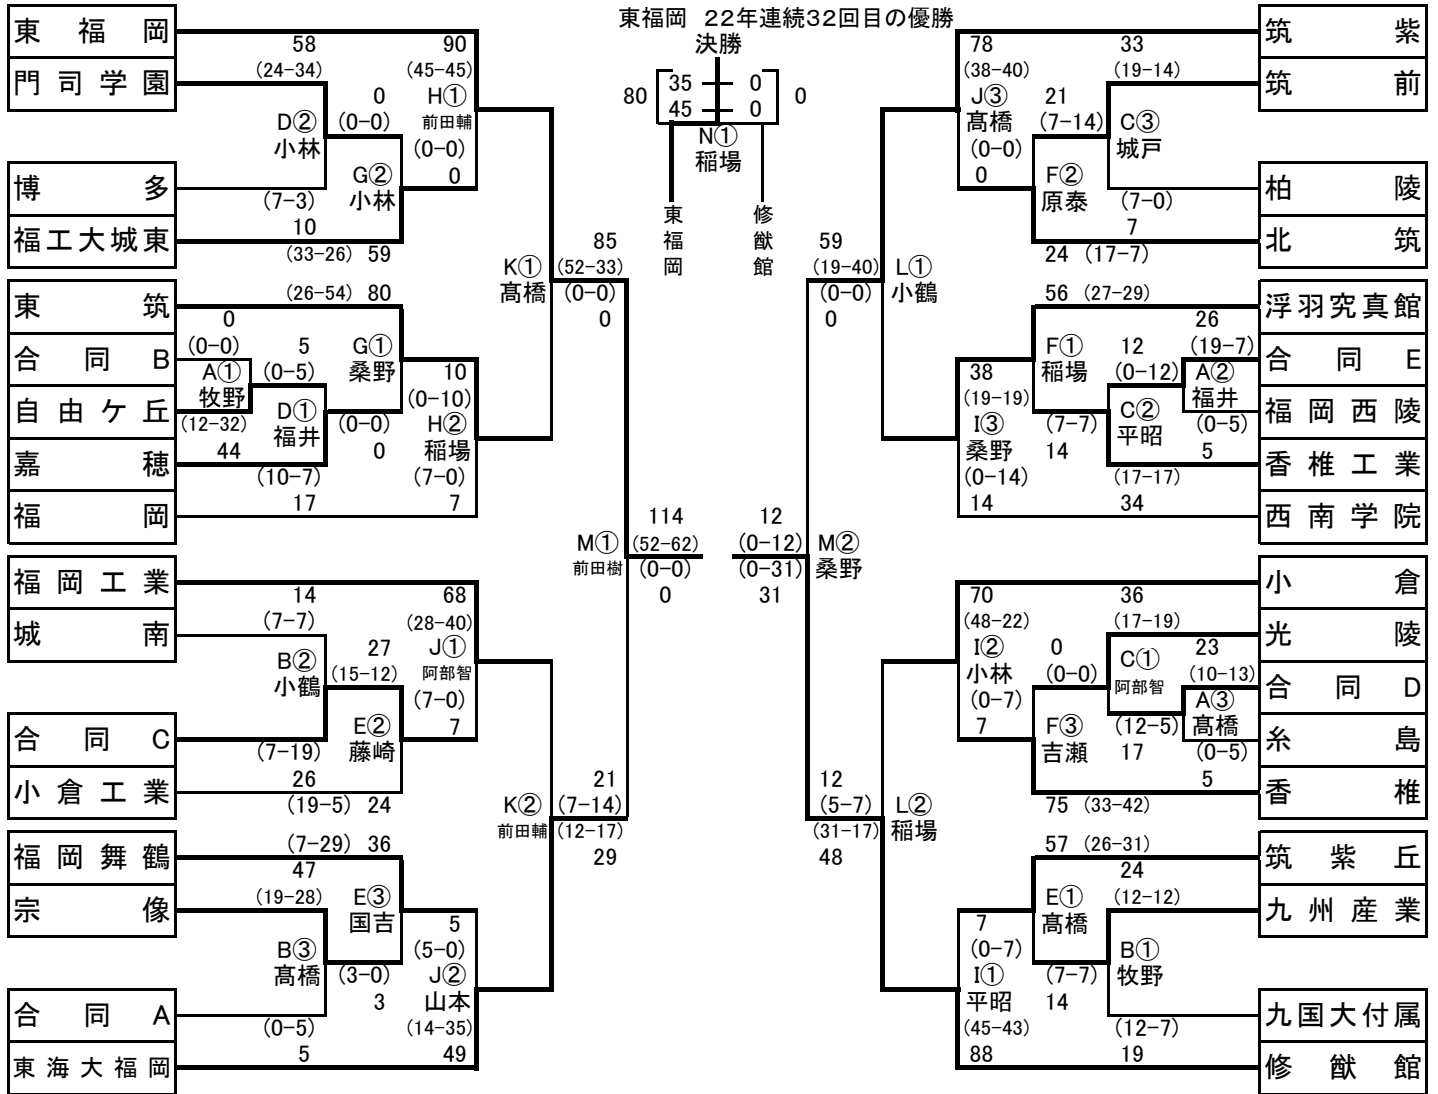 東福岡 22年連続32回目の優勝
決勝
80
35 － 0
45 － 0
0
N①
稲場
東福岡
修猷館
東福岡
門司学園
博多
福工大城東
東筑
合同B
自由ケ丘
嘉穂
福岡
福岡工業
城南
合同C
小倉工業
福岡舞鶴
宗像
合同A
東海大福岡
58
(24-34)
D②
小林
(7-3)
10
0
(0-0)
G②
小林
(33-26) 59
90
(45-45)
H①
前田輔
(0-0)
0
(26-54) 80
0
(0-0)
A①
牧野
(12-32)
44
5
(0-5)
D①
福井
(10-7)
17
G①
桑野
(0-0)
0
10
(0-10)
H②
稲場
(7-0)
7
K①
髙橋
85
(52-33)
(0-0)
0
14
(7-7)
B②
小鶴
(7-19)
26
27
(15-12)
E②
藤崎
(19-5) 24
68
(28-40)
J①
阿部智
(7-0)
7
(7-29) 36
47
(19-28)
B③
髙橋
(0-5)
5
E③
国吉
(3-0)
3
5
(5-0)
J②
山本
(14-35)
49
K②
前田輔
21
(7-14)
(12-17)
29
M①
前田樹
114
(52-62)
(0-0)
0
12
(0-12)
(0-31)
31
M②
桑野
59
(19-40)
(0-0)
0
L①
小鶴
78
(38-40)
J③
髙橋
(0-0)
0
21
(7-14)
F②
原泰
24 (17-7)
33
(19-14)
C③
城戸
(7-0)
7
56 (27-29)
F①
稲場
(7-7)
14
38
(19-19)
I③
桑野
(0-14)
14
12
(0-12)
C②
平昭
(17-17)
34
26
(19-7)
A②
福井
(0-5)
5
12
(5-7)
(31-17)
48
L②
稲場
70
(48-22)
I②
小林
(0-7)
7
0
(0-0)
F③
吉瀬
75 (33-42)
36
(17-19)
C①
阿部智
(12-5)
17
23
(10-13)
A③
髙橋
(0-5)
5
57 (26-31)
E①
髙橋
(7-7)
14
7
(0-7)
I①
平昭
(45-43)
88
24
(12-12)
B①
牧野
(12-7)
19
筑紫
筑前
柏陵
北筑
浮羽究真館
合同E
福岡西陵
香椎工業
西南学院
小倉
光陵
合同D
糸島
香椎
筑紫丘
九州産業
九国大付属
修猷館